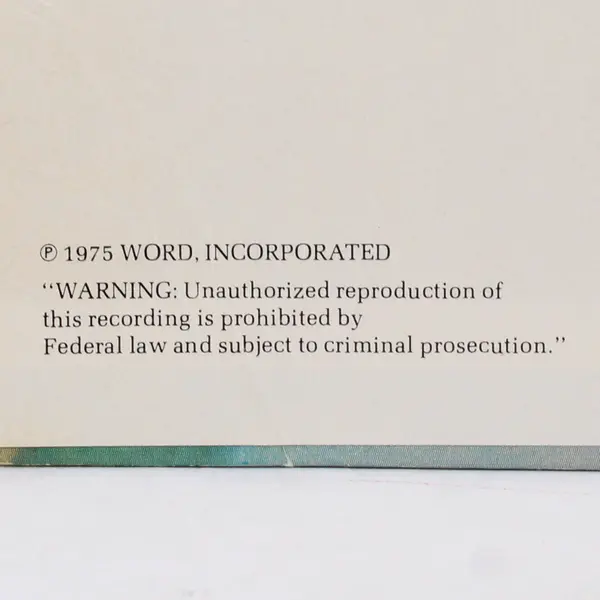 ℗ 1975 WORD, INCORPORATED
‘‘WARNING: Unauthorized reproduction of
this recording is prohibited by
Federal law and subject to criminal prosecution.’’